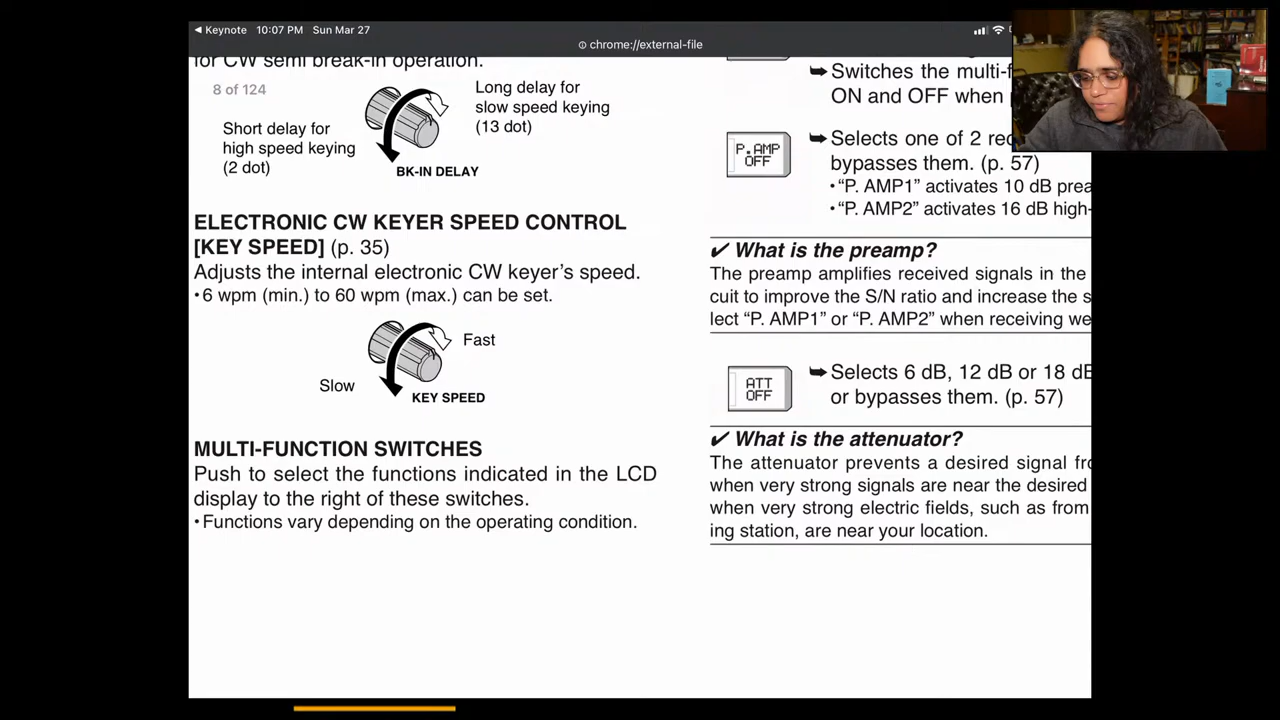 Keynote 10:07 PM Sun Mar 27
chrome://external-file
for CW semi break-in operation.
8 of 124
Long delay for
slow speed keying
(13 dot)
Short delay for
high speed keying
(2 dot)
BK-IN DELAY
ELECTRONIC CW KEYER SPEED CONTROL
[KEY SPEED] (p. 35)
Adjusts the internal electronic CW keyer's speed.
• 6 wpm (min.) to 60 wpm (max.) can be set.
Fast
Slow
KEY SPEED
MULTI-FUNCTION SWITCHES
Push to select the functions indicated in the LCD
display to the right of these switches.
• Functions vary depending on the operating condition.
➥ Switches the multi-f
ON and OFF when
P.AMP
OFF
➥ Selects one of 2 rec
bypasses them. (p. 57)
• “P. AMP1” activates 10 dB prea
• “P. AMP2” activates 16 dB high-
✔ What is the preamp?
The preamp amplifies received signals in the
cuit to improve the S/N ratio and increase the s
lect “P. AMP1” or “P. AMP2” when receiving we
ATT
OFF
➥ Selects 6 dB, 12 dB or 18 dB
or bypasses them. (p. 57)
✔ What is the attenuator?
The attenuator prevents a desired signal fro
when very strong signals are near the desired
when very strong electric fields, such as from
ing station, are near your location.